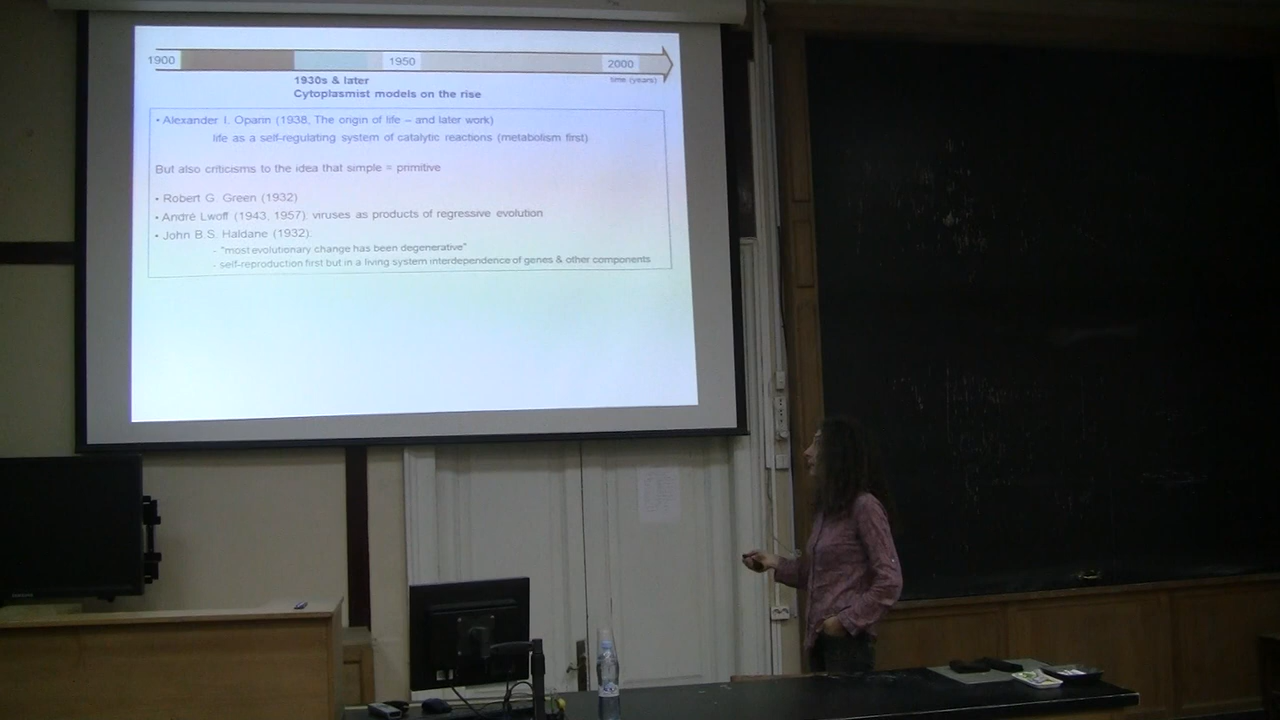 1900
1950
2000
time (years)
1930s & later
Cytoplasmist models on the rise
• Alexander I. Oparin (1938, The origin of life – and later work)
life as a self-regulating system of catalytic reactions (metabolism first)
But also criticisms to the idea that simple = primitive
• Robert G. Green (1932)
• André Lwoff (1943, 1957). viruses as products of regressive evolution
• John B.S. Haldane (1932).
- "most evolutionary change has been degenerative"
- self-reproduction first but in a living system interdependence of genes & other components